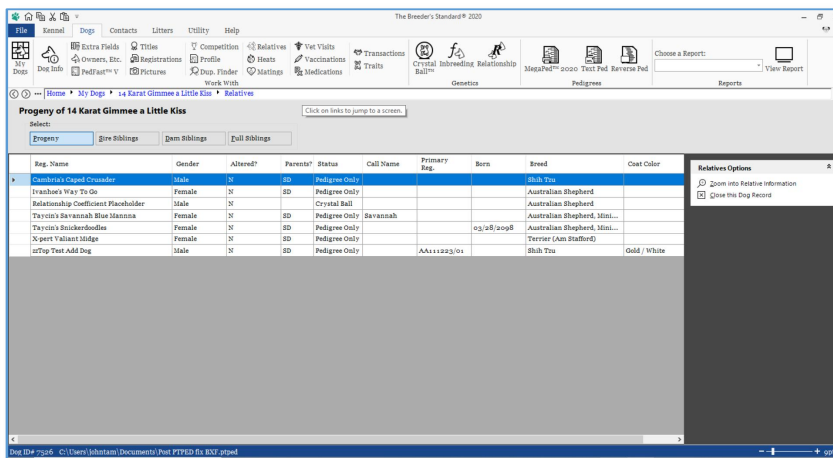 The Breeder's Standard® 2020
File Kennel Dogs Contacts Litters Utility Help
My Dogs
Dog Info
Extra Fields
Owners, Etc.
PedFast™ V
Titles
Registrations
Pictures
Competition
Profile
Dup. Finder
Relatives
Heats
Matings
Vet Visits
Vaccinations
Medications
Transactions
Traits
Work With
Crystal Ball™
Inbreeding
Relationship
Genetics
MegaPed™ 2020
Text Ped
Reverse Ped
Pedigrees
Choose a Report:
View Report
Reports
Home My Dogs 14 Karat Gimmee a Little Kiss Relatives
Progeny of 14 Karat Gimmee a Little Kiss
Click on links to jump to a screen.
Select:
Progeny Sire Siblings Dam Siblings Full Siblings
Reg. Name Gender Altered? Parents? Status Call Name Primary Reg. Born Breed Coat Color
Cambria's Caped Crusader Male N SD Pedigree Only Shih Tzu
Ivanhoe's Way To Go Female N SD Pedigree Only Australian Shepherd
Relationship Coefficient Placeholder Male N Crystal Ball Australian Shepherd
Taycin's Savannah Blue Mannna Female N SD Pedigree Only Savannah Australian Shepherd, Mini...
Taycin's Snickerdoodles Female N SD Pedigree Only 03/28/2098 Australian Shepherd, Mini...
X-pert Valiant Midge Female N SD Pedigree Only Terrier (Am Stafford)
zzTop Test Add Dog Male N SD Pedigree Only AA111223/01 Shih Tzu Gold / White
Relatives Options
Zoom into Relative Information
Close this Dog Record
Dog ID# 7526 C:\Users\johntam\Documents\Post PTPED fix BXF.ptped